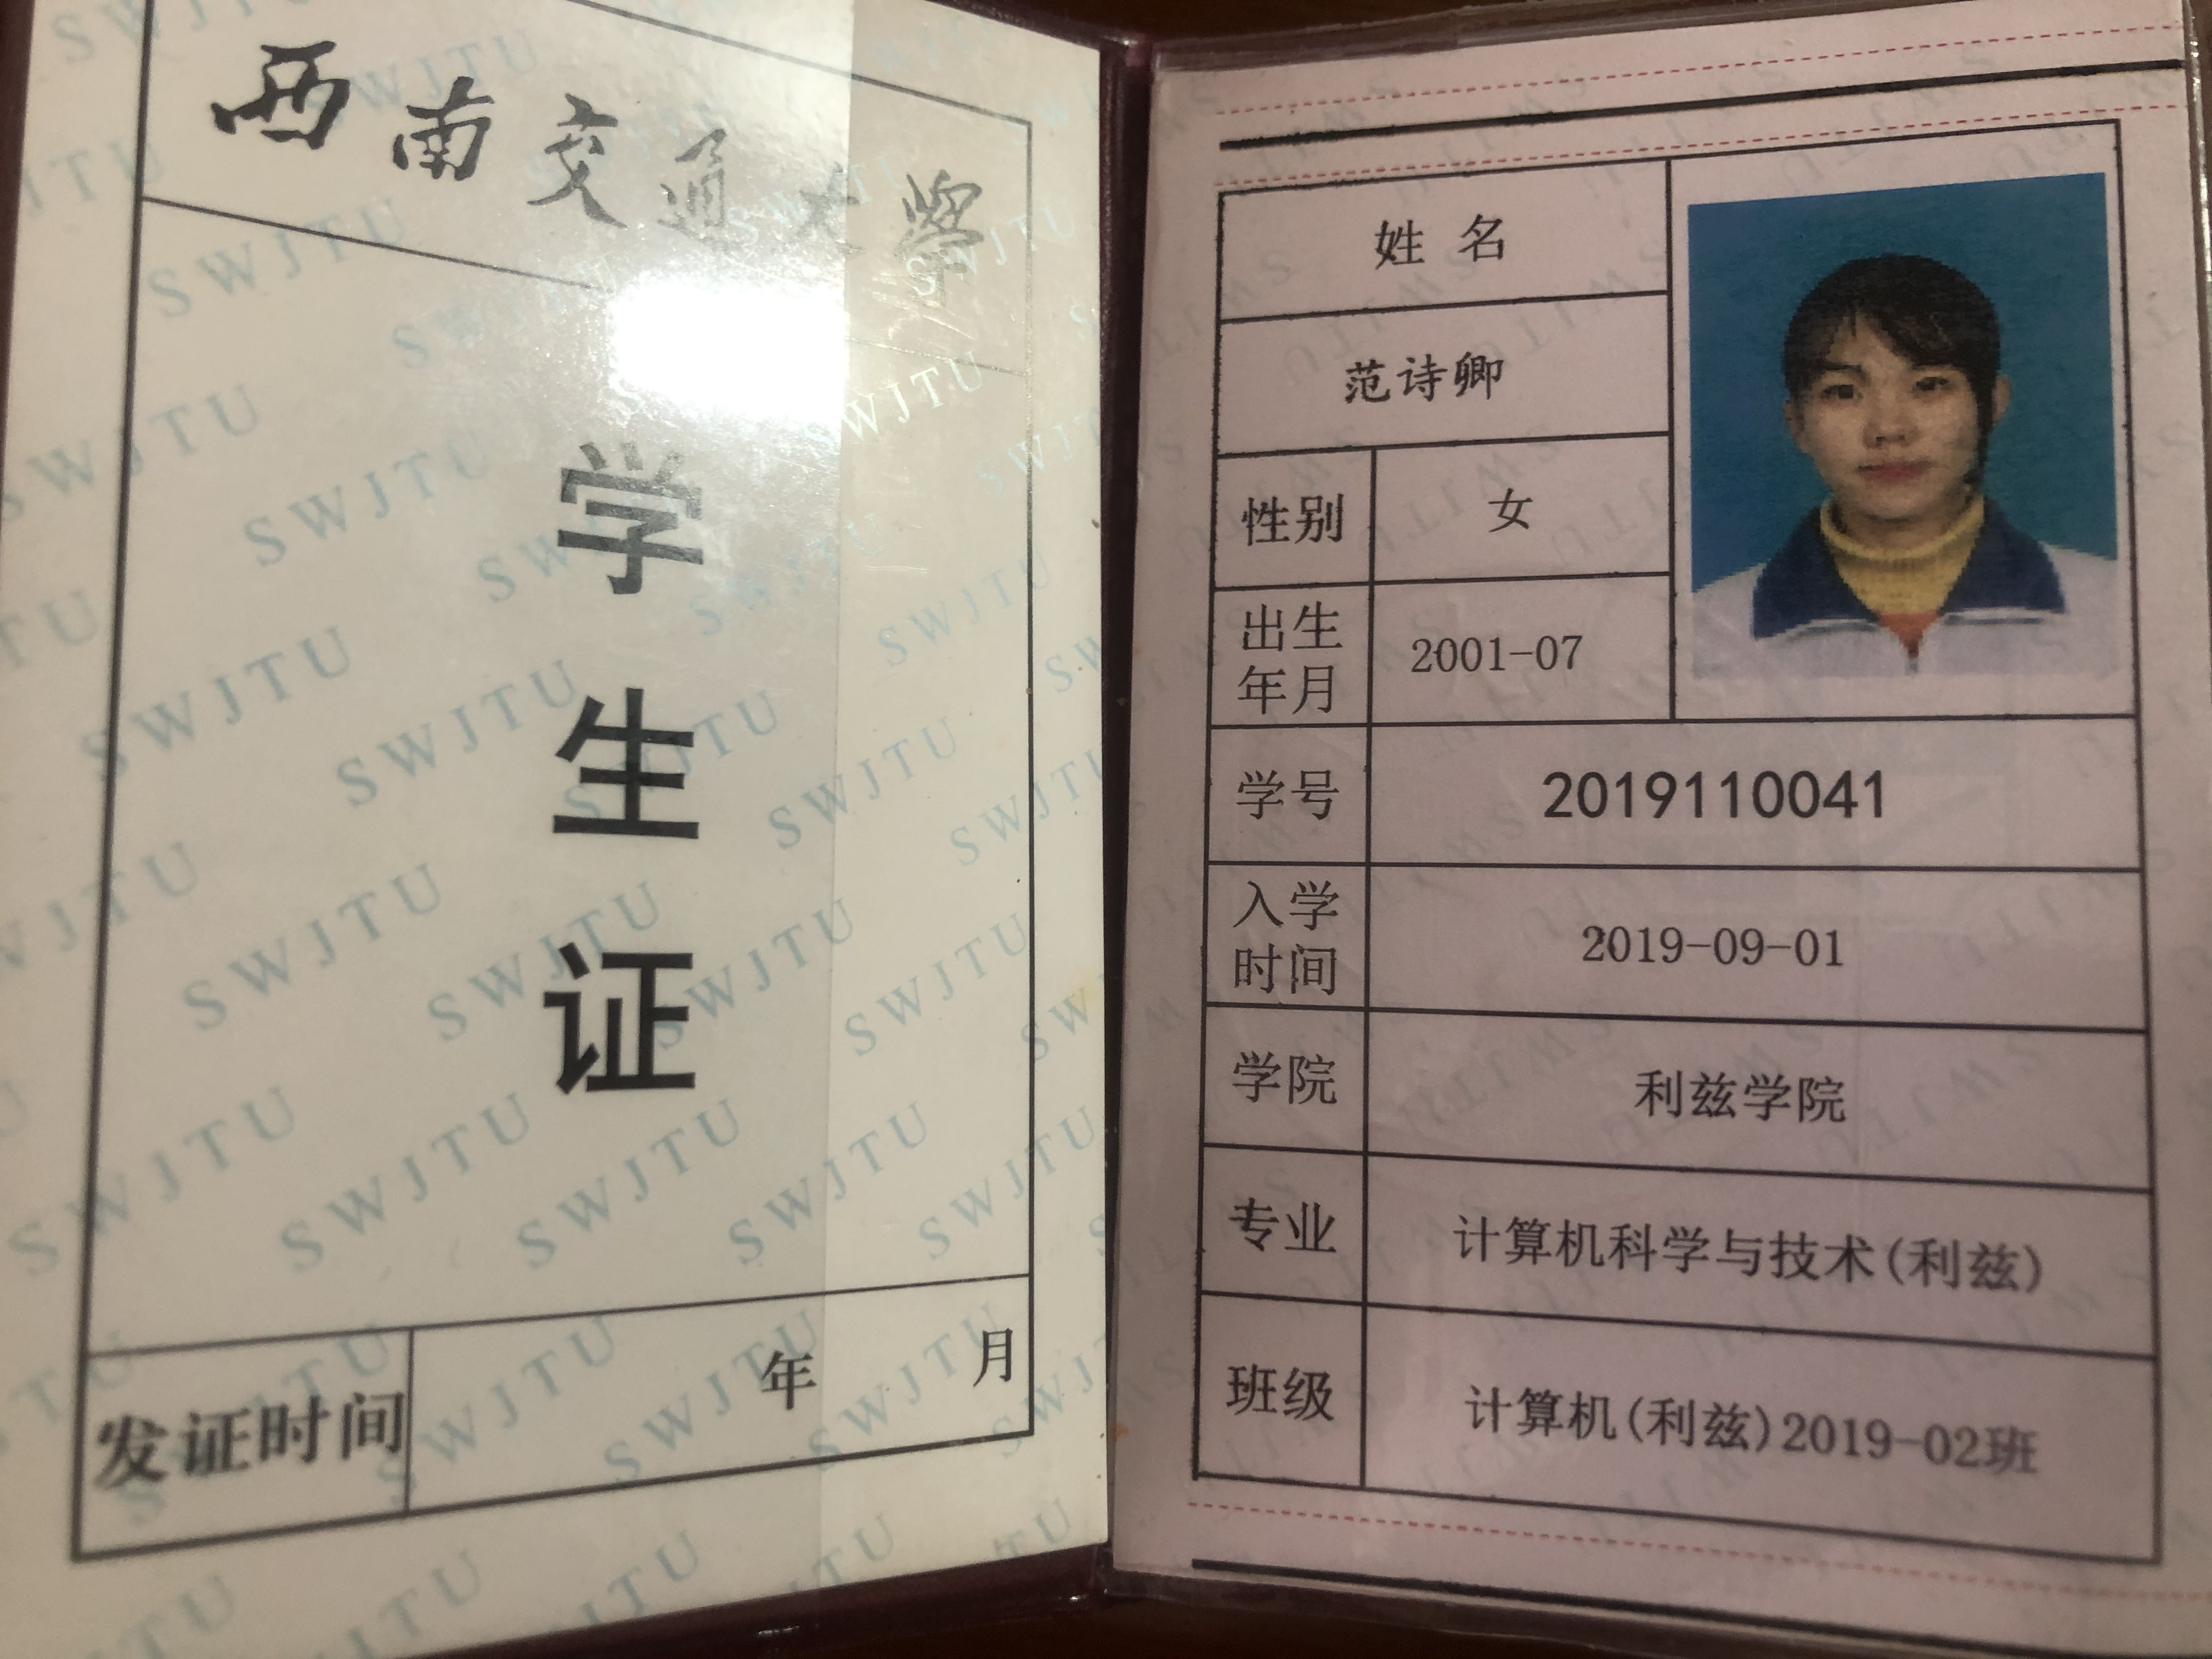 西南交通大学
学
生
证
发证时间 年 月
姓 名
范诗卿
性别 女
出生
年月
2001-07
学号 2019110041
入学
时间
2019-09-01
学院 利兹学院
专业 计算机科学与技术(利兹)
班级 计算机(利兹)2019-02班
SWJTU